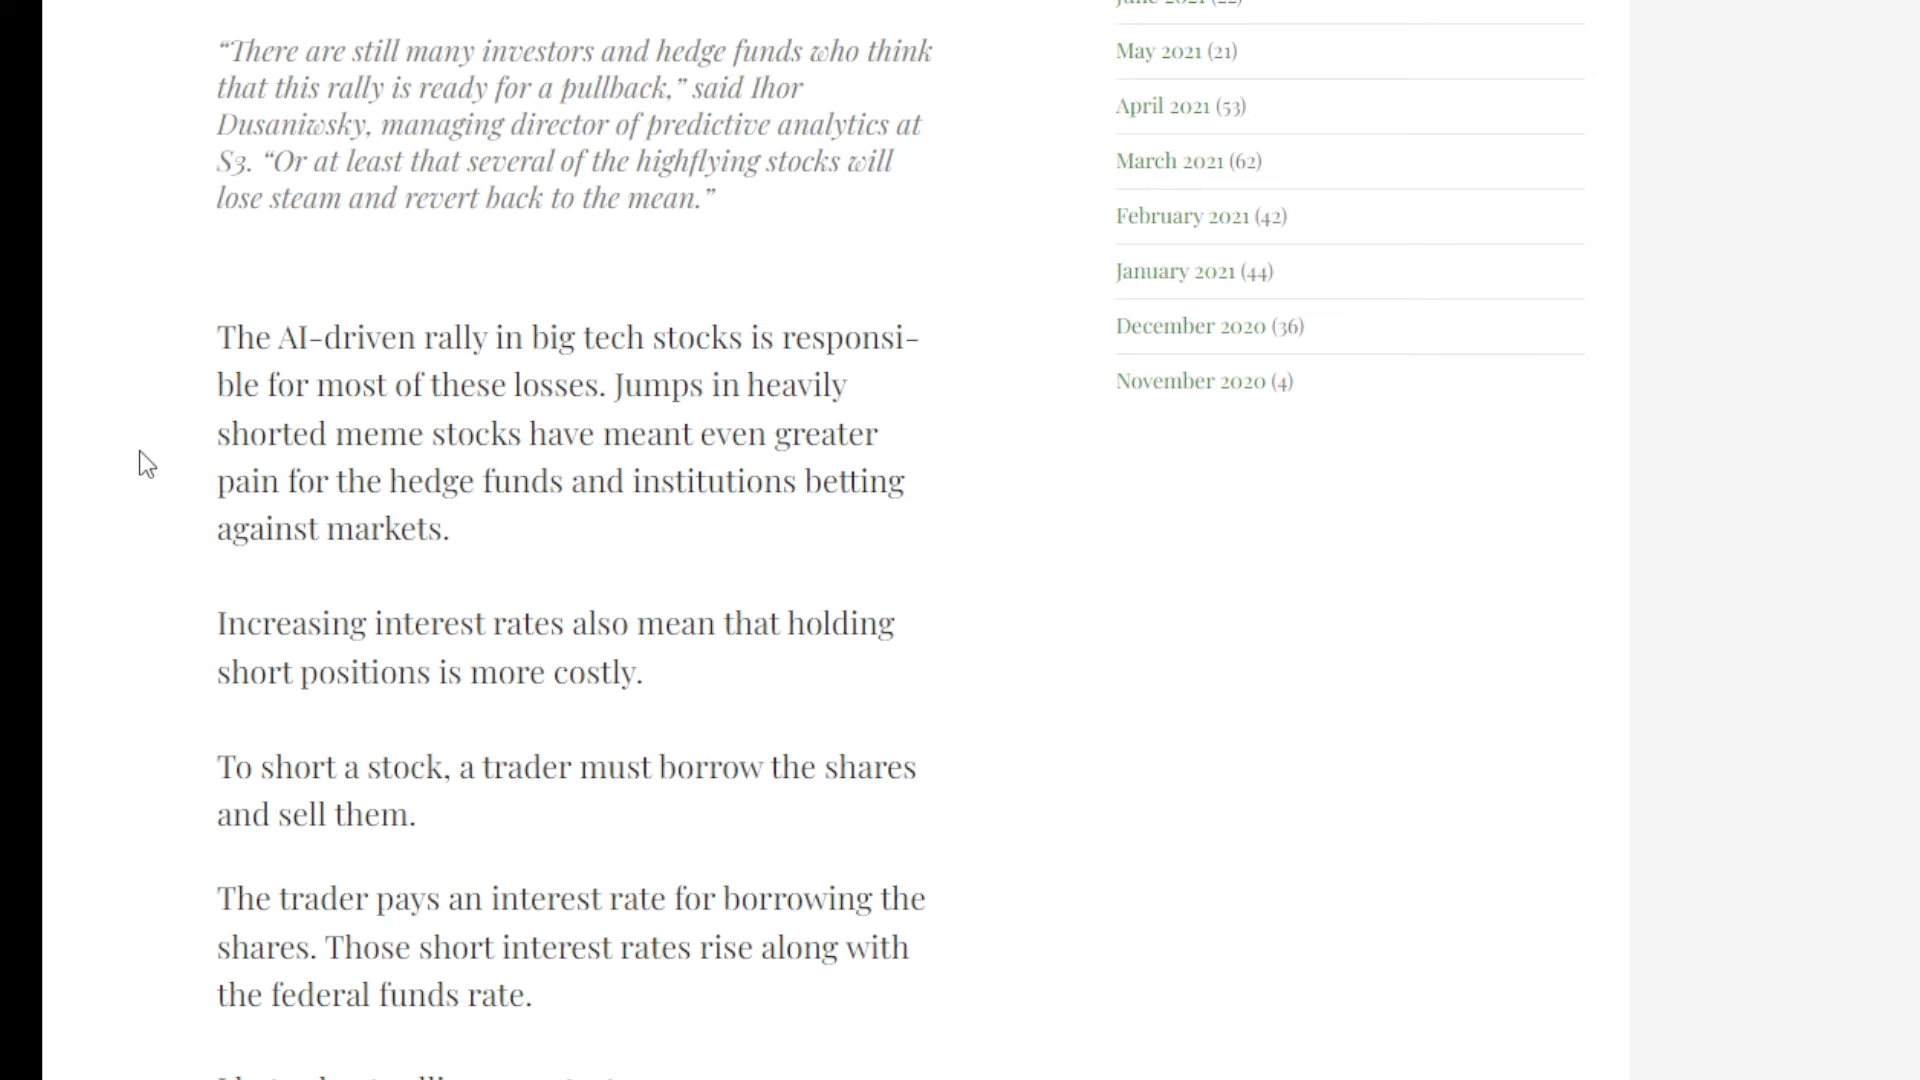 “There are still many investors and hedge funds who think
that this rally is ready for a pullback,” said Ihor
Dusaniwsky, managing director of predictive analytics at
S3. “Or at least that several of the highflying stocks will
lose steam and revert back to the mean.”
The AI-driven rally in big tech stocks is responsi-
ble for most of these losses. Jumps in heavily
shorted meme stocks have meant even greater
pain for the hedge funds and institutions betting
against markets.
Increasing interest rates also mean that holding
short positions is more costly.
To short a stock, a trader must borrow the shares
and sell them.
The trader pays an interest rate for borrowing the
shares. Those short interest rates rise along with
the federal funds rate.
June 2021 (22)
May 2021 (21)
April 2021 (53)
March 2021 (62)
February 2021 (42)
January 2021 (44)
December 2020 (36)
November 2020 (4)